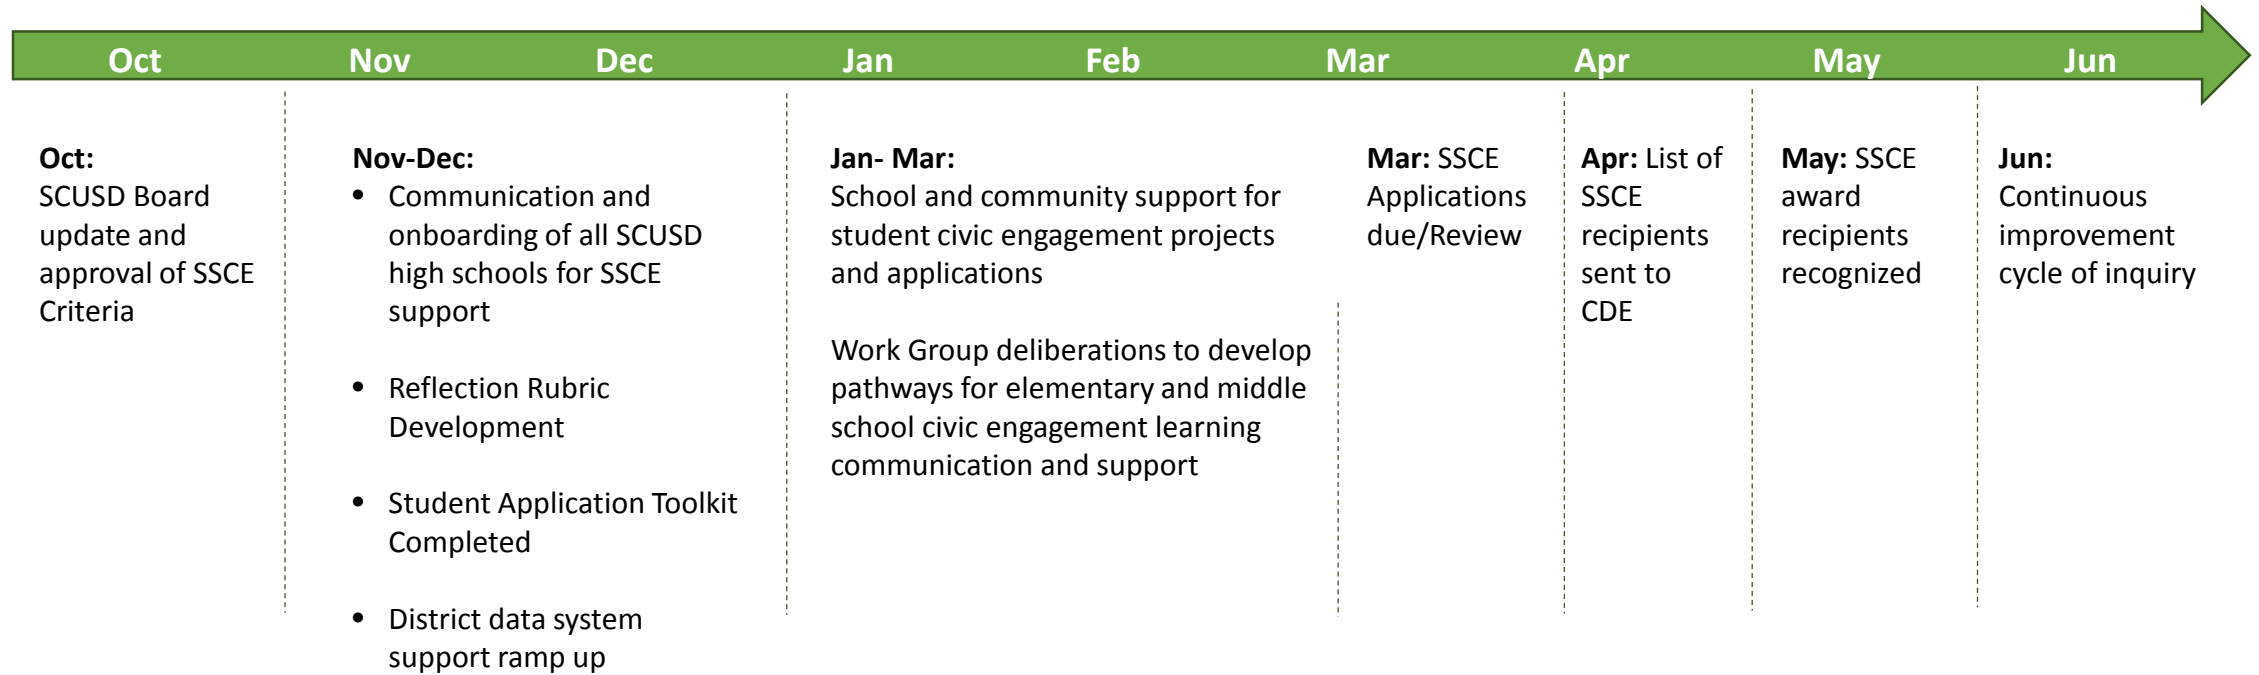 Oct Nov Dec Jan Feb Mar Apr May Jun
Oct:
SCUSD Board
update and
approval of SSCE
Criteria
Nov-Dec:
• Communication and
onboarding of all SCUSD
high schools for SSCE
support
• Reflection Rubric
Development
• Student Application Toolkit
Completed
• District data system
support ramp up
Jan- Mar:
School and community support for
student civic engagement projects
and applications
Work Group deliberations to develop
pathways for elementary and middle
school civic engagement learning
communication and support
Mar: SSCE
Applications
due/Review
Apr: List of
SSCE
recipients
sent to
CDE
May: SSCE
award
recipients
recognized
Jun:
Continuous
improvement
cycle of inquiry